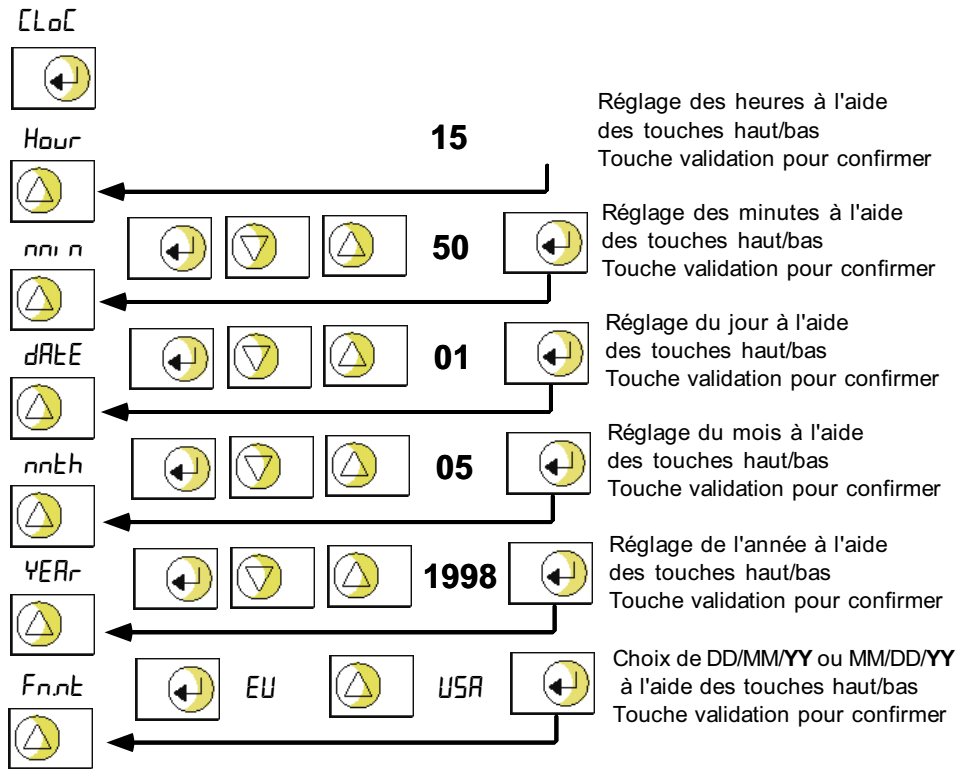 CLoC
Hour
15
Réglage des heures à l'aide
des touches haut/bas
Touche validation pour confirmer
nnin
50
Réglage des minutes à l'aide
des touches haut/bas
Touche validation pour confirmer
dAtE
01
Réglage du jour à l'aide
des touches haut/bas
Touche validation pour confirmer
nnth
05
Réglage du mois à l'aide
des touches haut/bas
Touche validation pour confirmer
YEAr
1998
Réglage de l'année à l'aide
des touches haut/bas
Touche validation pour confirmer
Fn.nt
EU
USA
Choix de DD/MM/YY ou MM/DD/YY
à l'aide des touches haut/bas
Touche validation pour confirmer